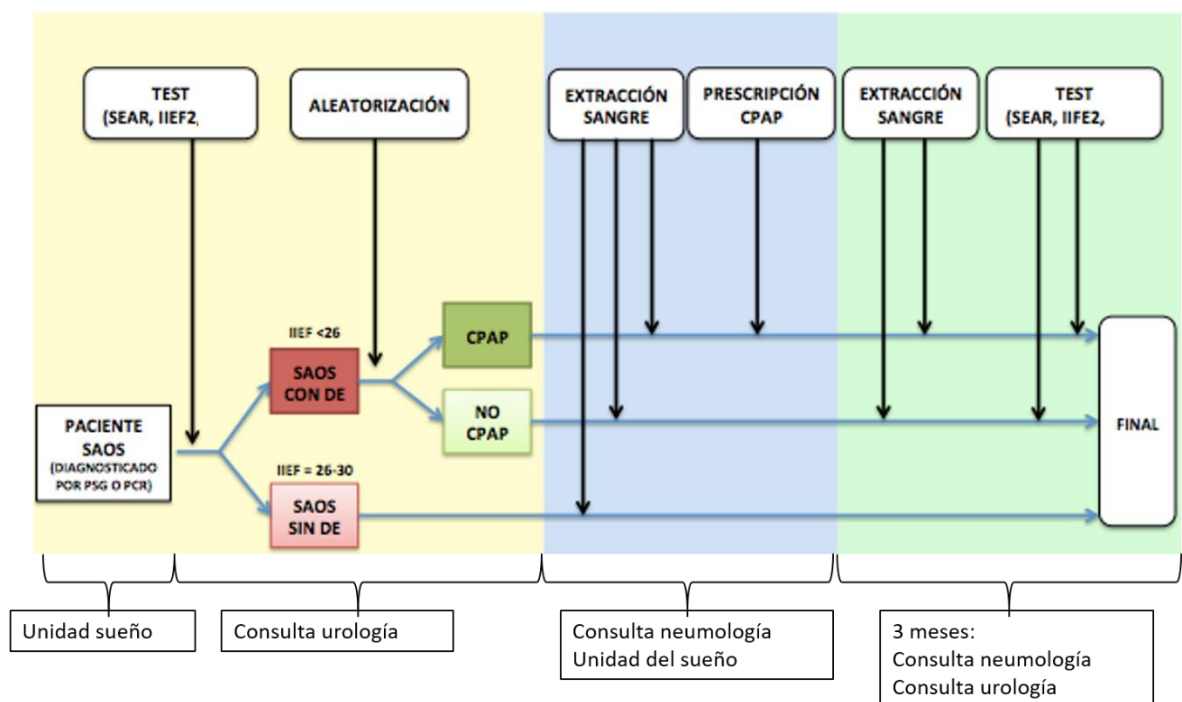 TEST
(SEAR, IIEF2,
ALEATORIZACIÓN
EXTRACCIÓN
SANGRE
PRESCRIPCIÓN
CPAP
EXTRACCIÓN
SANGRE
TEST
(SEAR, IIFE2,
IIEF <26
SAOS
CON DE
CPAP
NO
CPAP
PACIENTE
SAOS
(DIAGNOSTICADO
POR PSG O PCR)
IIEF = 26-30
SAOS
SIN DE
FINAL
Unidad sueño
Consulta urología
Consulta neumología
Unidad del sueño
3 meses:
Consulta neumología
Consulta urología